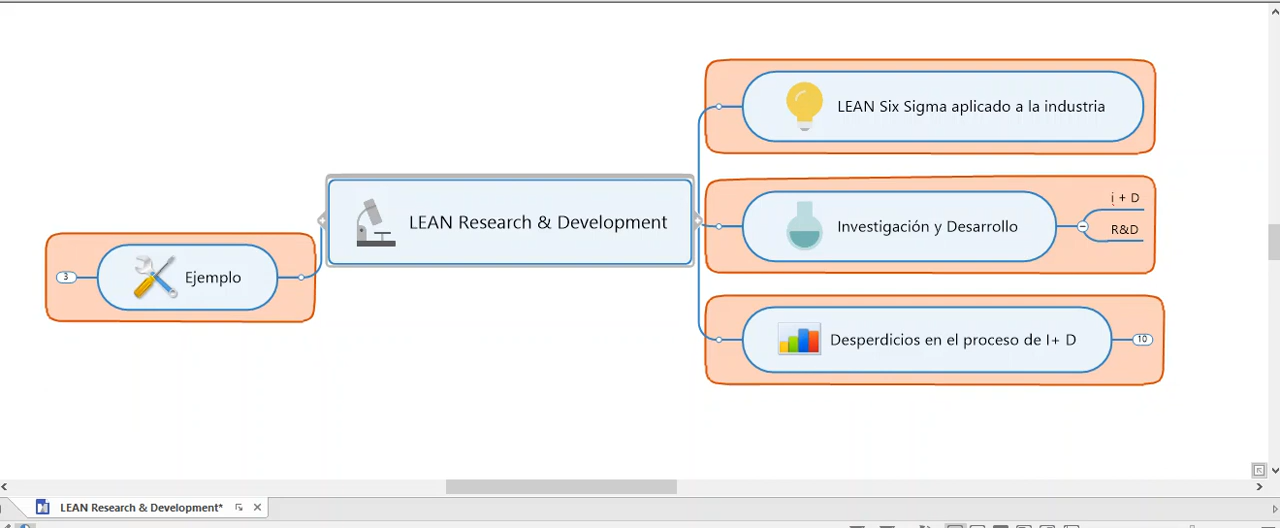 LEAN Six Sigma aplicado a la industria
LEAN Research & Development
Investigación y Desarrollo
i + D
R&D
3
Ejemplo
Desperdicios en el proceso de I+ D
10
LEAN Research & Development*